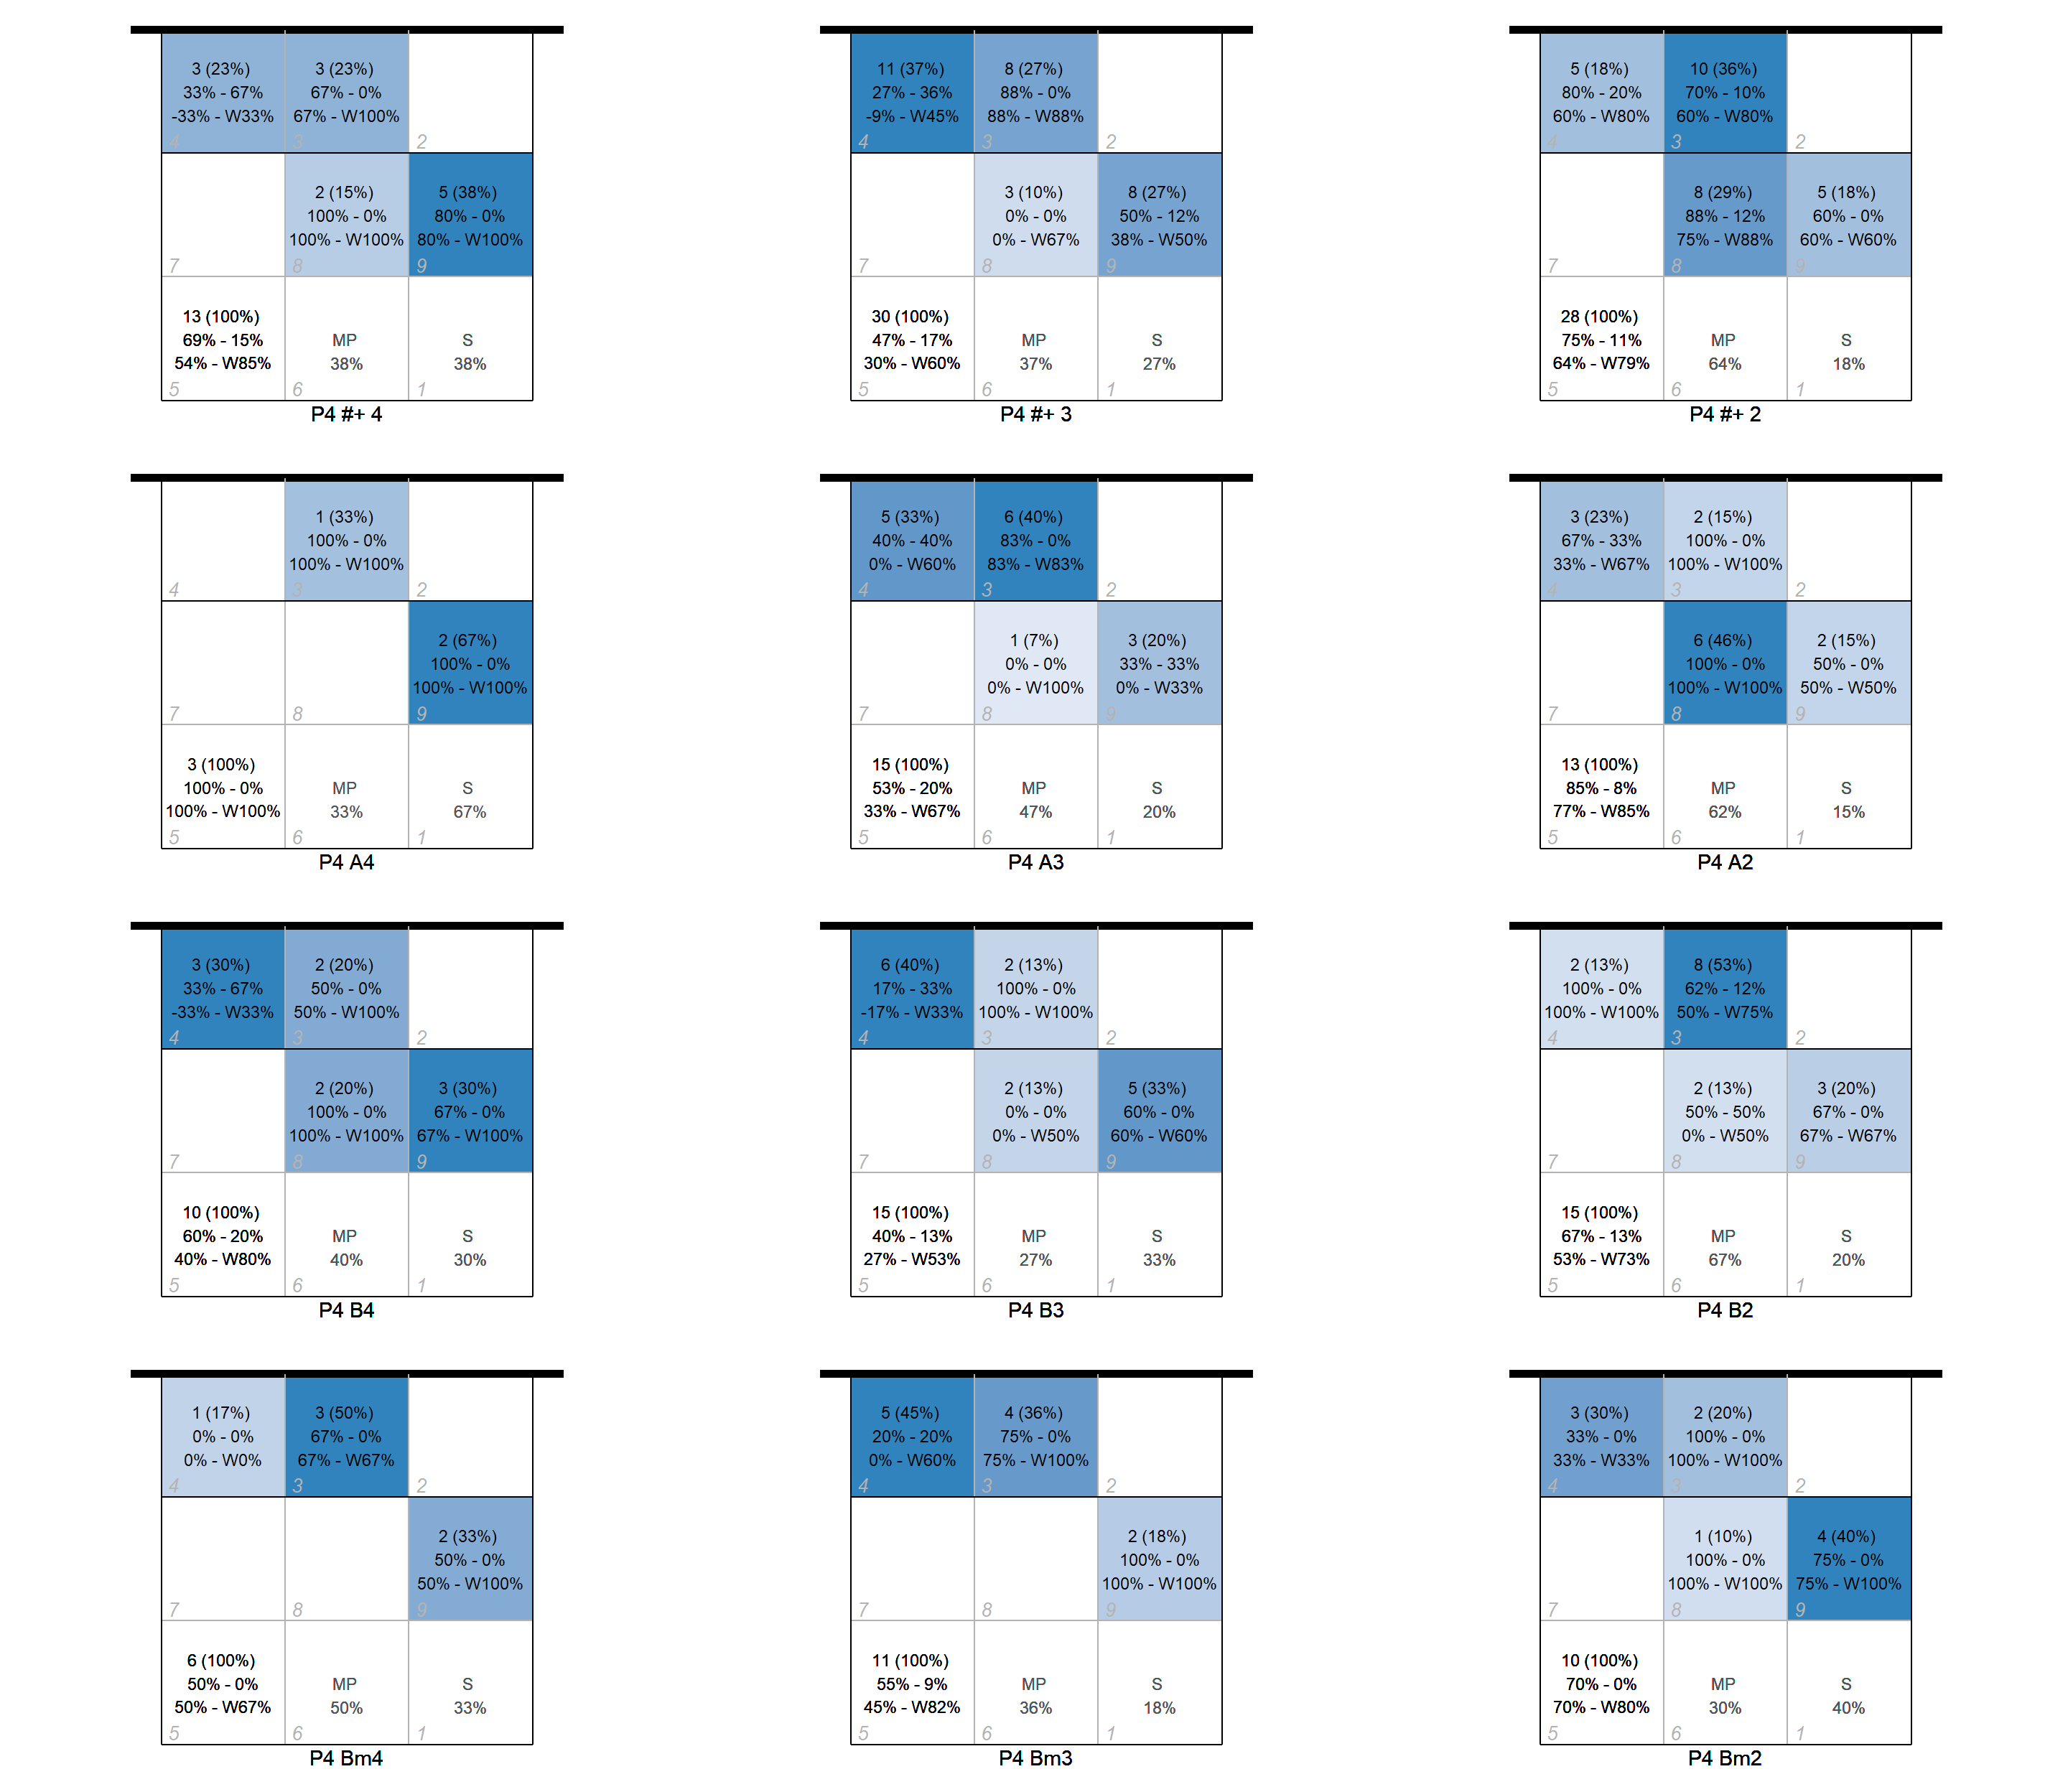 3 (23%)
33% - 67%
-33% - W33%
4
3 (23%)
67% - 0%
67% - W100%
3
2
7
2 (15%)
100% - 0%
100% - W100%
8
5 (38%)
80% - 0%
80% - W100%
9
13 (100%)
69% - 15%
54% - W85%
5
MP
38%
6
S
38%
1
P4 #+ 4
11 (37%)
27% - 36%
-9% - W45%
4
8 (27%)
88% - 0%
88% - W88%
3
2
7
3 (10%)
0% - 0%
0% - W67%
8
8 (27%)
50% - 12%
38% - W50%
9
30 (100%)
47% - 17%
30% - W60%
5
MP
37%
6
S
27%
1
P4 #+ 3
5 (18%)
80% - 20%
60% - W80%
4
10 (36%)
70% - 10%
60% - W80%
3
2
7
8 (29%)
88% - 12%
75% - W88%
8
5 (18%)
60% - 0%
60% - W60%
9
28 (100%)
75% - 11%
64% - W79%
5
MP
64%
6
S
18%
1
P4 #+ 2
4
1 (33%)
100% - 0%
100% - W100%
3
2
7
8
2 (67%)
100% - 0%
100% - W100%
9
3 (100%)
100% - 0%
100% - W100%
5
MP
33%
6
S
67%
1
P4 A4
5 (33%)
40% - 40%
0% - W60%
4
6 (40%)
83% - 0%
83% - W83%
3
2
7
1 (7%)
0% - 0%
0% - W100%
8
3 (20%)
33% - 33%
0% - W33%
9
15 (100%)
53% - 20%
33% - W67%
5
MP
47%
6
S
20%
1
P4 A3
3 (23%)
67% - 33%
33% - W67%
4
2 (15%)
100% - 0%
100% - W100%
3
2
7
6 (46%)
100% - 0%
100% - W100%
8
2 (15%)
50% - 0%
50% - W50%
9
13 (100%)
85% - 8%
77% - W85%
5
MP
62%
6
S
15%
1
P4 A2
3 (30%)
33% - 67%
-33% - W33%
4
2 (20%)
50% - 0%
50% - W100%
3
2
7
2 (20%)
100% - 0%
100% - W100%
8
3 (30%)
67% - 0%
67% - W100%
9
10 (100%)
60% - 20%
40% - W80%
5
MP
40%
6
S
30%
1
P4 B4
6 (40%)
17% - 33%
-17% - W33%
4
2 (13%)
100% - 0%
100% - W100%
3
2
7
2 (13%)
0% - 0%
0% - W50%
8
5 (33%)
60% - 0%
60% - W60%
9
15 (100%)
40% - 13%
27% - W53%
5
MP
27%
6
S
33%
1
P4 B3
2 (13%)
100% - 0%
100% - W100%
4
8 (53%)
62% - 12%
50% - W75%
3
2
7
2 (13%)
50% - 50%
0% - W50%
8
3 (20%)
67% - 0%
67% - W67%
9
15 (100%)
67% - 13%
53% - W73%
5
MP
67%
6
S
20%
1
P4 B2
1 (17%)
0% - 0%
0% - W0%
4
3 (50%)
67% - 0%
67% - W67%
3
2
7
8
2 (33%)
50% - 0%
50% - W100%
9
6 (100%)
50% - 0%
50% - W67%
5
MP
50%
6
S
33%
1
P4 Bm4
5 (45%)
20% - 20%
0% - W60%
4
4 (36%)
75% - 0%
75% - W100%
3
2
7
8
2 (18%)
100% - 0%
100% - W100%
9
11 (100%)
55% - 9%
45% - W82%
5
MP
36%
6
S
18%
1
P4 Bm3
3 (30%)
33% - 0%
33% - W33%
4
2 (20%)
100% - 0%
100% - W100%
3
2
7
1 (10%)
100% - 0%
100% - W100%
8
4 (40%)
75% - 0%
75% - W100%
9
10 (100%)
70% - 0%
70% - W80%
5
MP
30%
6
S
40%
1
P4 Bm2